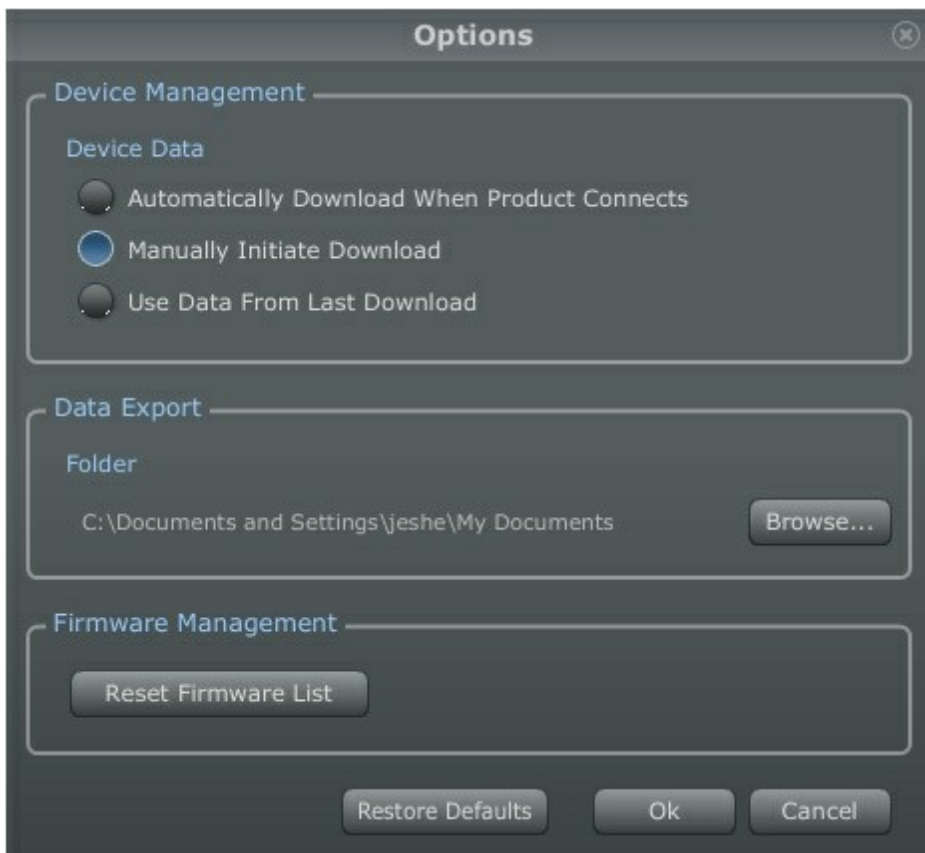 Options
Device Management
Device Data
Automatically Download When Product Connects
Manually Initiate Download
Use Data From Last Download
Data Export
Folder
C:\Documents and Settings\jeshe\My Documents
Browse...
Firmware Management
Reset Firmware List
Restore Defaults
Ok
Cancel